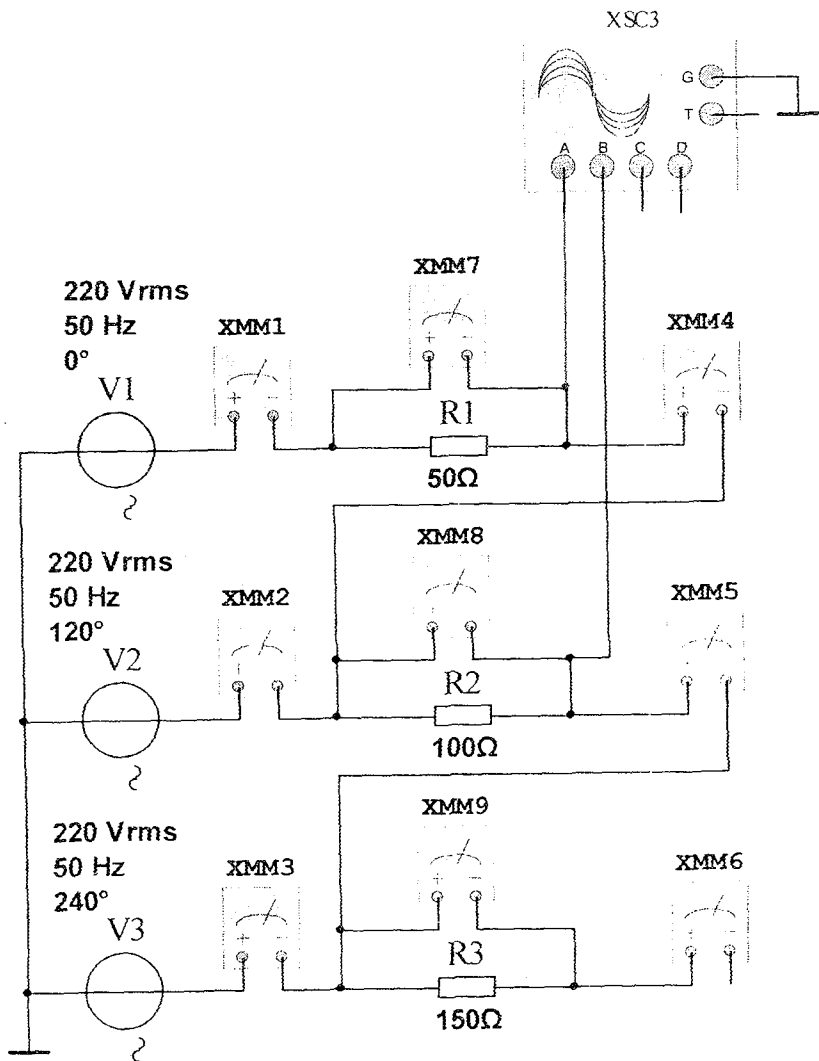 XSC3
G
T
A B C D
XMM7
220 Vrms
50 Hz
0°
XMM1
XMM4
V1
+ −
+ −
R1
50Ω
XMM8
220 Vrms
50 Hz
120°
XMM2
XMM5
V2
R2
100Ω
XMM9
220 Vrms
50 Hz
240°
XMM3
XMM6
V3
+ −
+ −
+ −
R3
150Ω